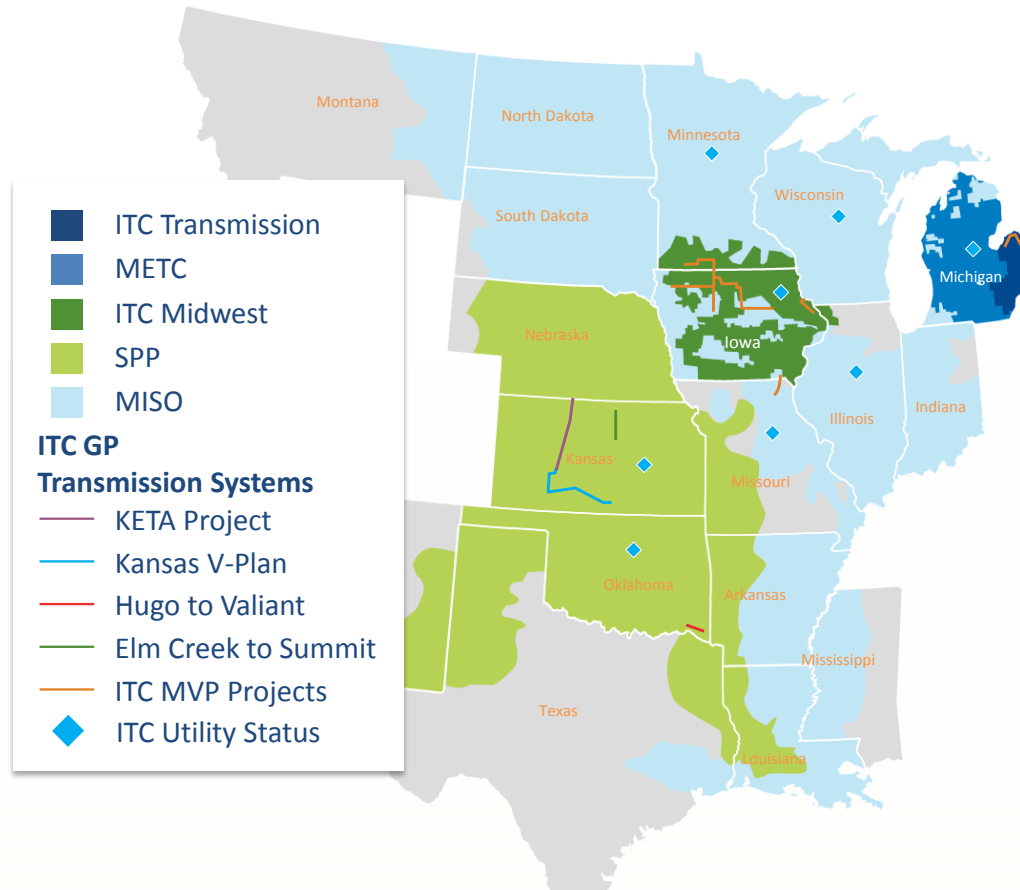 Montana
North Dakota
Minnesota
Wisconsin
South Dakota
Michigan
Iowa
Nebraska
Illinois
Indiana
Kansas
Missouri
Oklahoma
Arkansas
Mississippi
Texas
Louisiana
ITC Transmission
METC
ITC Midwest
SPP
MISO
ITC GP
Transmission Systems
KETA Project
Kansas V-Plan
Hugo to Valiant
Elm Creek to Summit
ITC MVP Projects
ITC Utility Status